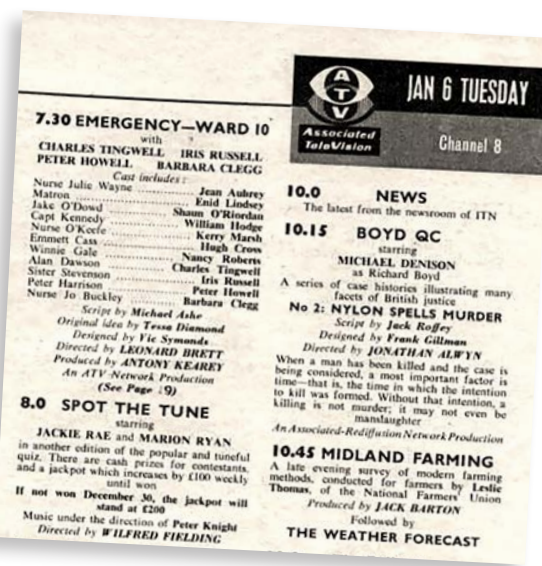 ATV
Associated
TeleVision
JAN 6 TUESDAY
Channel 8
7.30 EMERGENCY—WARD 10
with
CHARLES TINGWELL IRIS RUSSELL
PETER HOWELL BARBARA CLEGG
Cast includes:
Nurse Julie Wayne .............. Jean Aubrey
Matron .............. Enid Lindsey
Jake O'Dowd .............. Shaun O'Riordan
Capt Kennedy .............. William Hodge
Nurse O'Keefe .............. Kerry Marsh
Emmett Cass .............. Hugh Cross
Winnie Gale .............. Nancy Roberts
Alan Dawson .............. Charles Tingwell
Sister Stevenson .............. Iris Russell
Peter Harrison .............. Peter Howell
Nurse Jo Buckley .............. Barbara Clegg
Script by Michael Ashe
Original idea by Tessa Diamond
Designed by Vic Symonds
Directed by LEONARD BRETT
Produced by ANTONY KEAREY
An ATV Network Production
(See Page 9)
8.0 SPOT THE TUNE
starring
JACKIE RAE and MARION RYAN
in another edition of the popular and tuneful
quiz. There are cash prizes for contestants,
and a jackpot which increases by £100 weekly
until won
If not won December 30, the jackpot will
stand at £200
Music under the direction of Peter Knight
Directed by WILFRED FIELDING
10.0 NEWS
The latest from the newsroom of ITN
10.15 BOYD QC
starring
MICHAEL DENISON
as Richard Boyd
A series of case histories illustrating many
facets of British justice
No 2: NYLON SPELLS MURDER
Script by Jack Roffey
Designed by Frank Gillman
Directed by JONATHAN ALWYN
When a man has been killed and the case is
being considered, a most important factor is
time—that is, the time in which the intention
to kill was formed. Without that intention, a
killing is not murder; it may not even be
manslaughter
An Associated-Rediffusion Network Production
10.45 MIDLAND FARMING
A late evening survey of modern farming
methods, conducted for farmers by Leslie
Thomas, of the National Farmers' Union
Produced by JACK BARTON
Followed by
THE WEATHER FORECAST